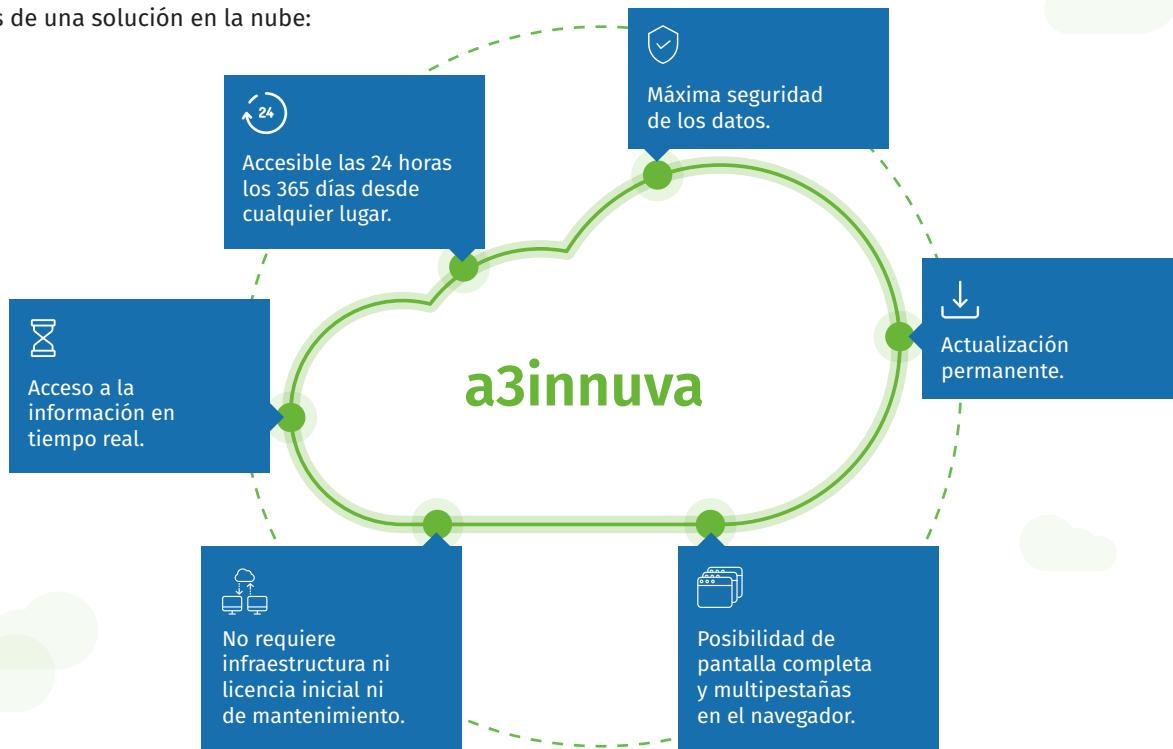 de una solución en la nube:
Máxima seguridad
de los datos.
24
Accesible las 24 horas
los 365 días desde
cualquier lugar.
Actualización
permanente.
Acceso a la
información en
tiempo real.
a3innuva
No requiere
infraestructura ni
licencia inicial ni
de mantenimiento.
Posibilidad de
pantalla completa
y multipestañas
en el navegador.